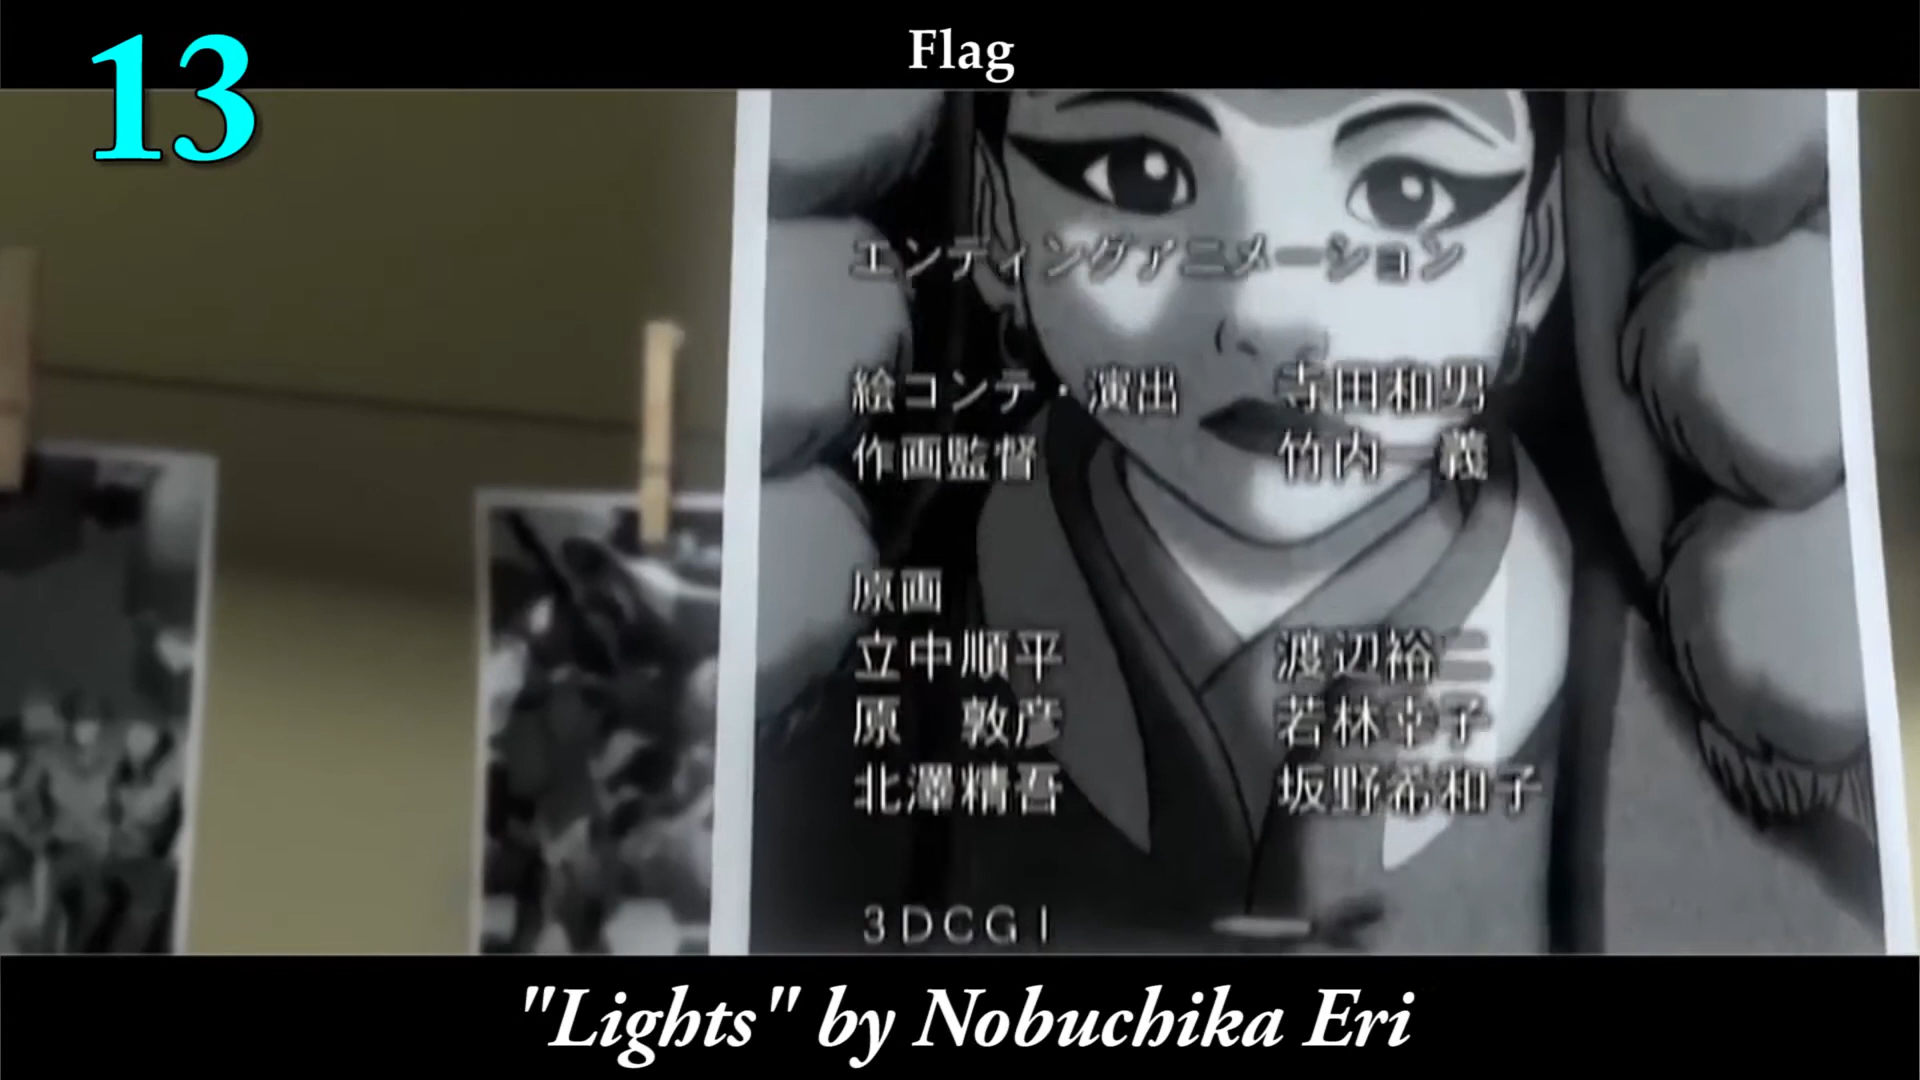 13
Flag
エンディングアニメーション
絵コンテ・演出 寺田和男
作画監督 竹内一義
原画
立中順平 渡辺裕二
原 敦彦 若林幸子
北澤精吾 坂野希和子
3DCGI
"Lights" by Nobuchika Eri